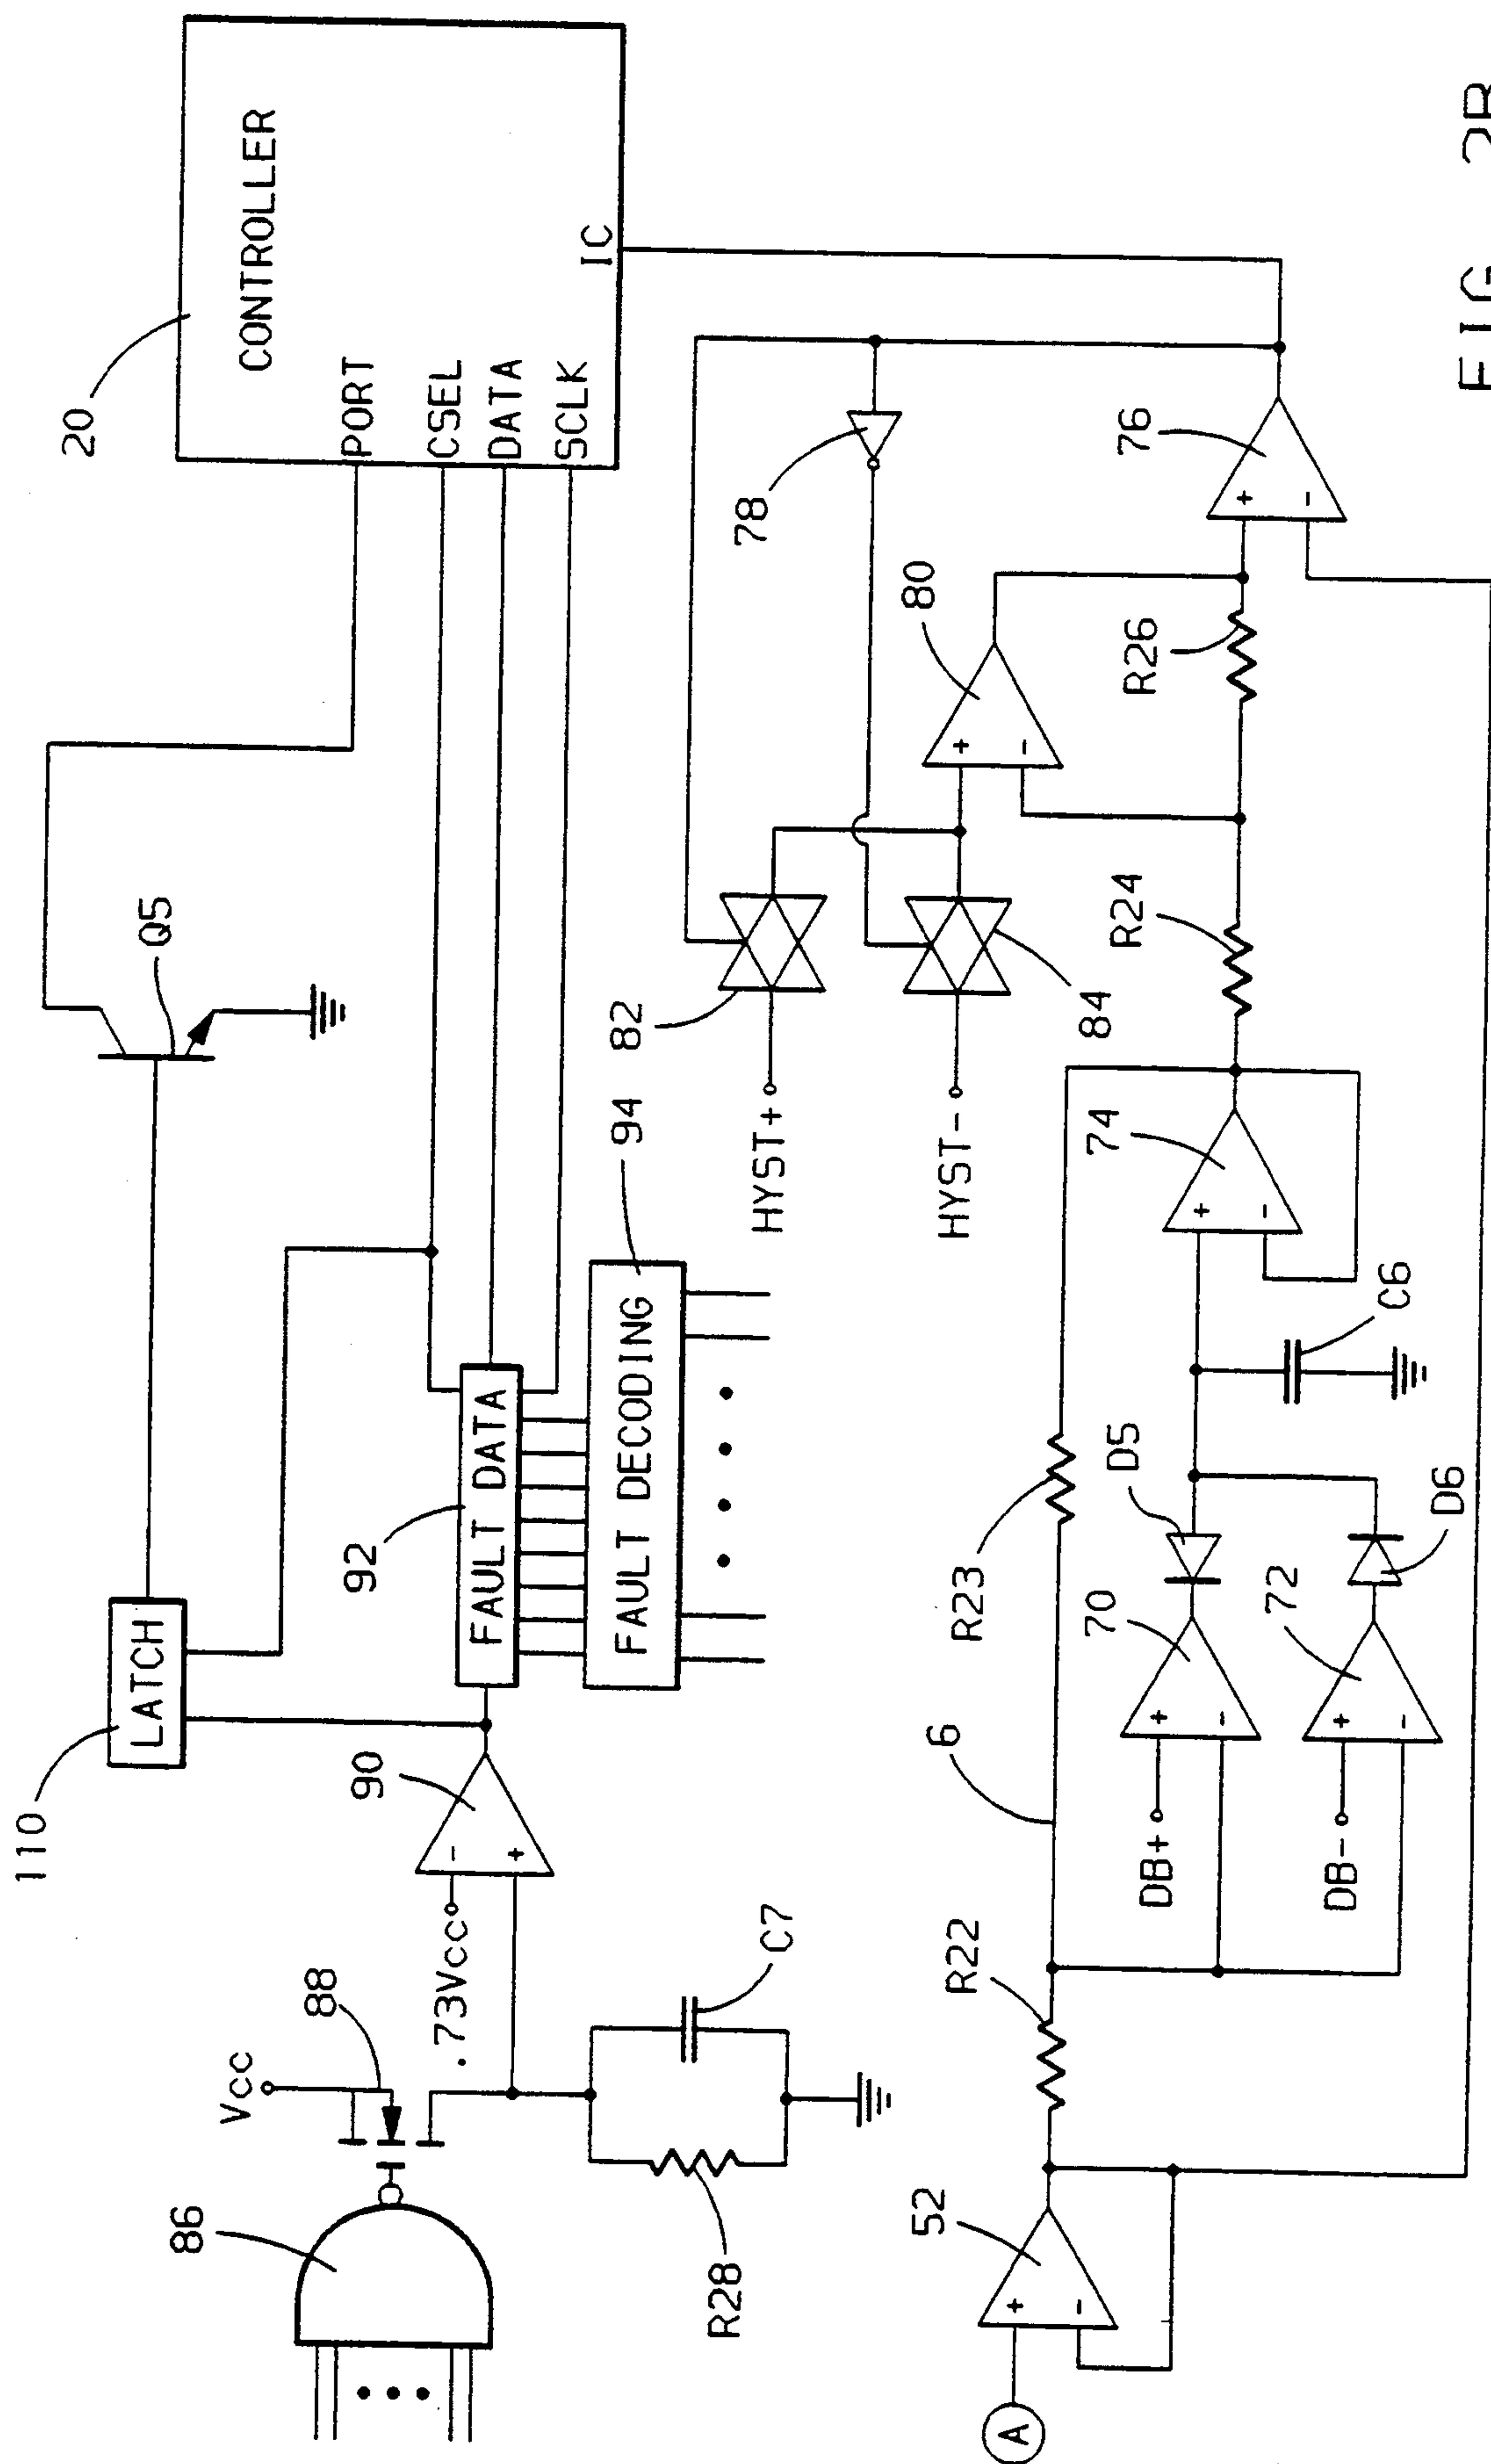 20
CONTROLLER
PORT
CSEL
DATA
SCLK
IC
Q5
110
LATCH
92
FAULT DATA
94
FAULT DECODING
90
-
+
.73Vcc
Vcc
88
86
R28
C7
78
80
+
-
82
HYST+
84
HYST-
76
+
-
R26
R24
74
+
-
C6
D5
D6
R23
6
70
+
-
DB+
72
+
-
DB-
R22
52
+
-
A
FIG. 2B